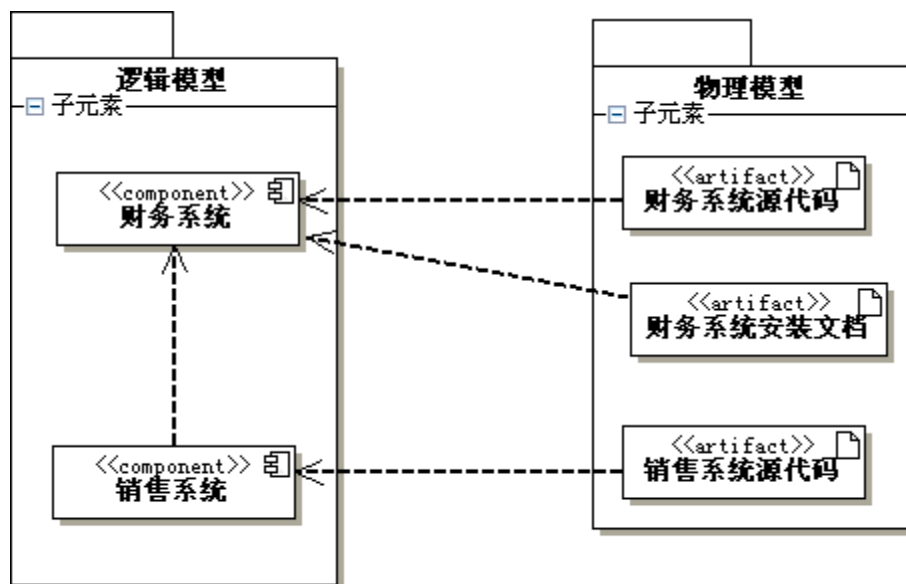 逻辑模型
子元素
<<component>>
财务系统
<<component>>
销售系统
物理模型
子元素
<<artifact>>
财务系统源代码
<<artifact>>
财务系统安装文档
<<artifact>>
销售系统源代码